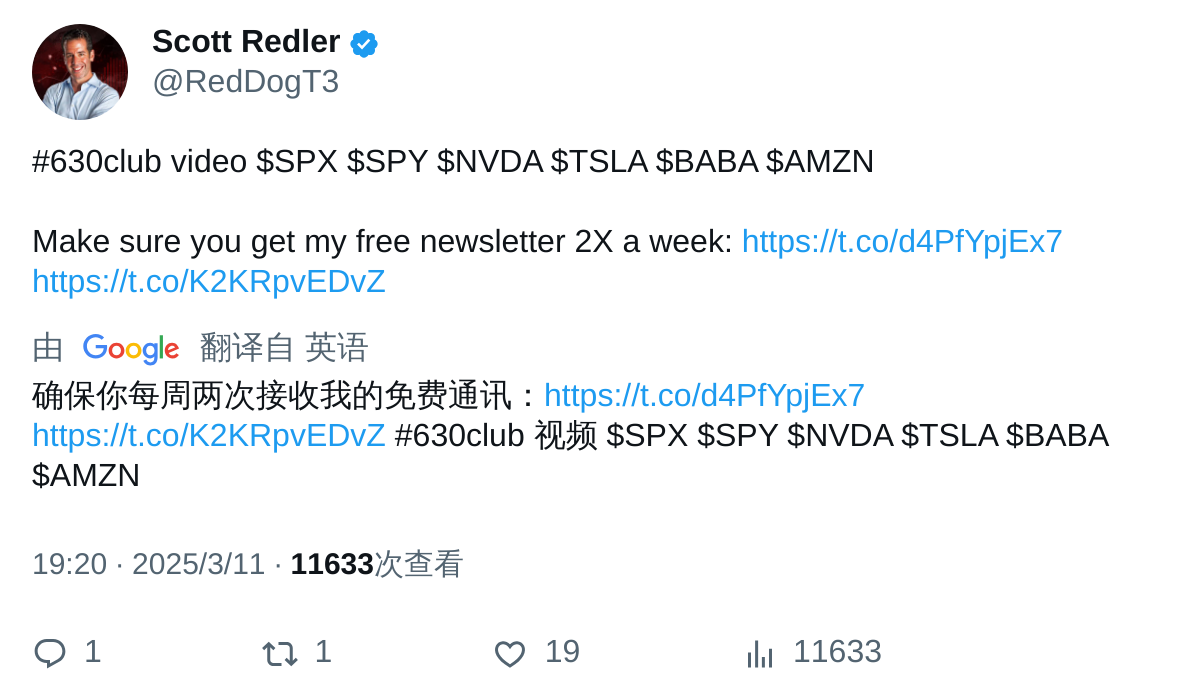 Scott Redler
@RedDogT3
#630club video $SPX $SPY $NVDA $TSLA $BABA $AMZN
Make sure you get my free newsletter 2X a week: https://t.co/d4PfYpjEx7
https://t.co/K2KRpvEDvZ
由 Google 翻译自 英语
确保你每周两次接收我的免费通讯：https://t.co/d4PfYpjEx7
https://t.co/K2KRpvEDvZ #630club 视频 $SPX $SPY $NVDA $TSLA $BABA
$AMZN
19:20 · 2025/3/11 · 11633次查看
1 1 19 11633